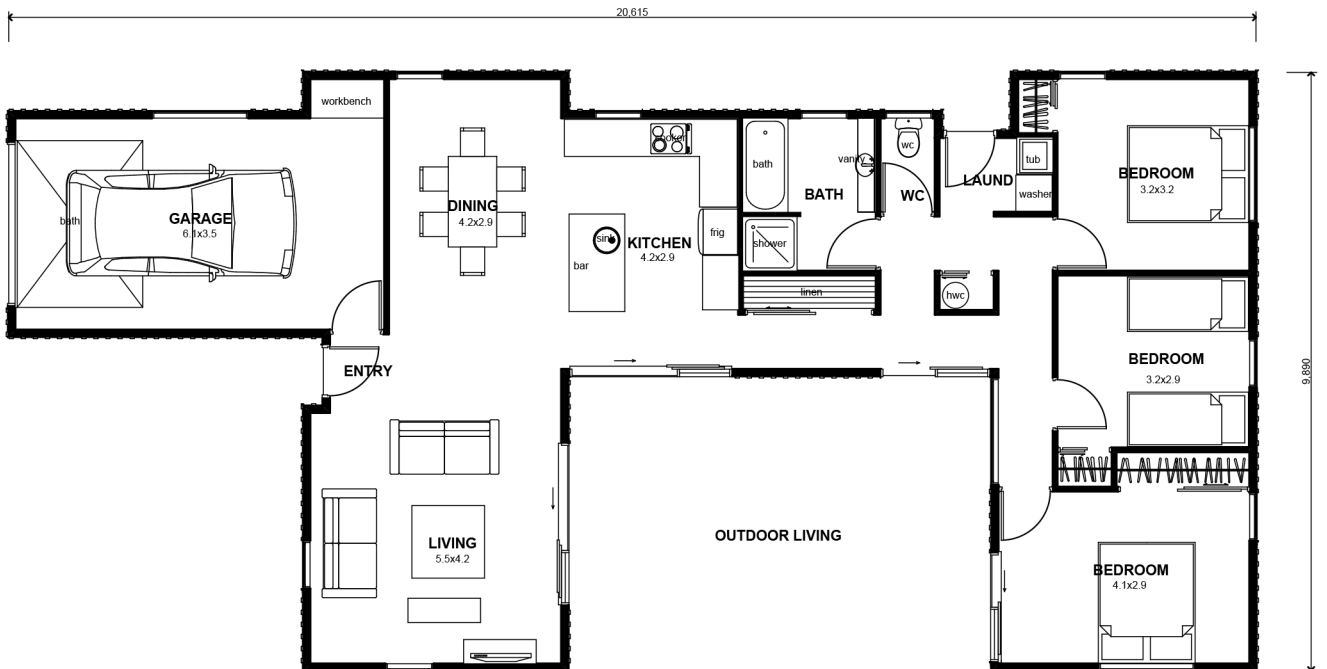 20,615
workbench
cooker
bath
vanity
wc
tub
washer
LAUND
BEDROOM
3.2x3.2
BATH
WC
bath
GARAGE
6.1x3.5
DINING
4.2x2.9
sink
KITCHEN
4.2x2.9
bar
frig
shower
linen
hwc
ENTRY
BEDROOM
3.2x2.9
9,890
LIVING
5.5x4.2
OUTDOOR LIVING
BEDROOM
4.1x2.9